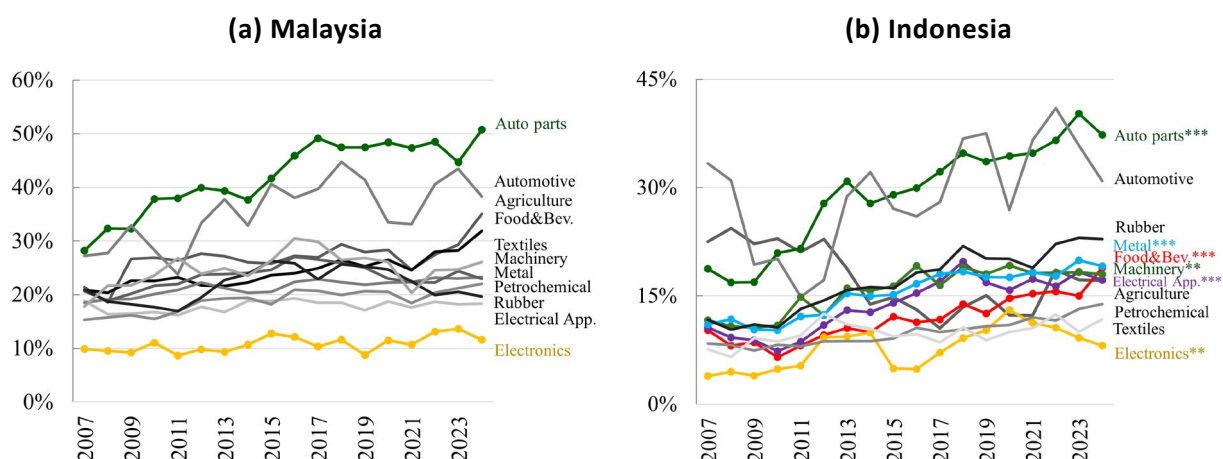 (a) Malaysia
60%
50%
40%
30%
20%
10%
0%
2007
2009
2011
2013
2015
2017
2019
2021
2023
Auto parts
Automotive
Agriculture
Food&Bev.
Textiles
Machinery
Metal
Petrochemical
Rubber
Electrical App.
Electronics
(b) Indonesia
45%
30%
15%
0%
2007
2009
2011
2013
2015
2017
2019
2021
2023
Auto parts***
Automotive
Rubber
Metal***
Food&Bev.***
Machinery**
Electrical App.***
Agriculture
Petrochemical
Textiles
Electronics**